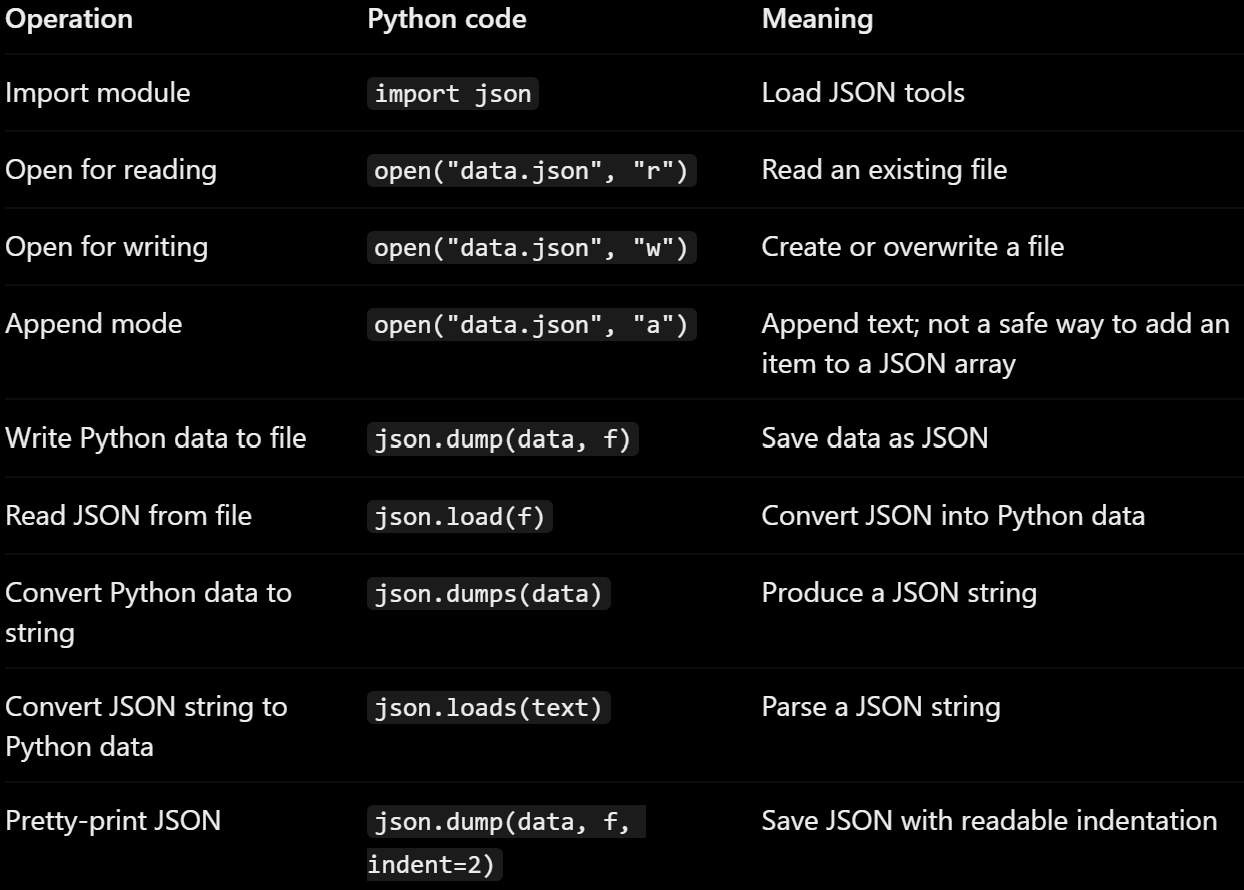 Operation Python code Meaning
Import module import json Load JSON tools
Open for reading open("data.json", "r") Read an existing file
Open for writing open("data.json", "w") Create or overwrite a file
Append mode open("data.json", "a") Append text; not a safe way to add an
item to a JSON array
Write Python data to file json.dump(data, f) Save data as JSON
Read JSON from file json.load(f) Convert JSON into Python data
Convert Python data to json.dumps(data) Produce a JSON string
string
Convert JSON string to json.loads(text) Parse a JSON string
Python data
Pretty-print JSON json.dump(data, f, Save JSON with readable indentation
indent=2)